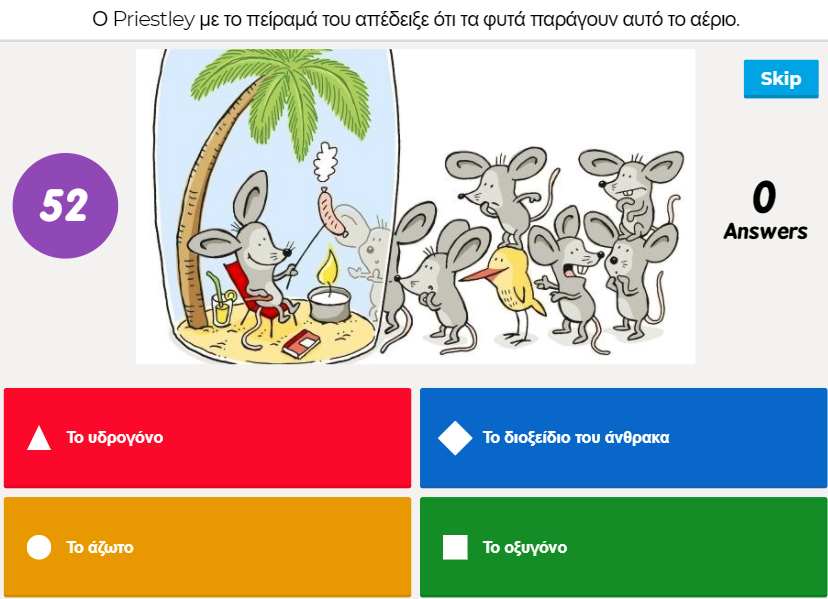 Ο Priestley με το πείραμά του απέδειξε ότι τα φυτά παράγουν αυτό το αέριο.
Skip
52
0
Answers
Το υδρογόνο
Το διοξείδιο του άνθρακα
Το άζωτο
Το οξυγόνο